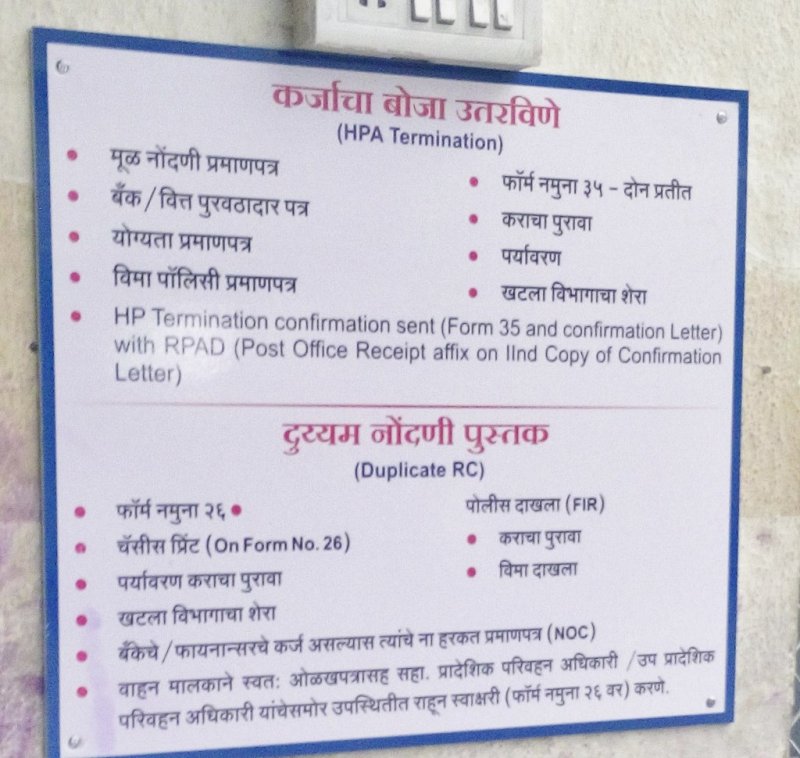 कर्जाचा बोजा उतरविणे
(HPA Termination)
• मूळ नोंदणी प्रमाणपत्र
• बँक / वित्त पुरवठादार पत्र
• योग्यता प्रमाणपत्र
• विमा पॉलिसी प्रमाणपत्र
• फॉर्म नमुना ३५ - दोन प्रतीत
• कराचा पुरावा
• पर्यावरण
• खटला विभागाचा शेरा
• HP Termination confirmation sent (Form 35 and confirmation Letter)
with RPAD (Post Office Receipt affix on IInd Copy of Confirmation
Letter)
दुय्यम नोंदणी पुस्तक
(Duplicate RC)
• फॉर्म नमुना २६ •
• चॅसीस प्रिंट (On Form No. 26)
• पर्यावरण कराचा पुरावा
• खटला विभागाचा शेरा
पोलीस दाखला (FIR)
• कराचा पुरावा
• विमा दाखला
• बँकेचे / फायनान्सरचे कर्ज असल्यास त्यांचे ना हरकत प्रमाणपत्र (NOC)
• वाहन मालकाने स्वत: ओळखपत्रासह सहा. प्रादेशिक परिवहन अधिकारी / उप प्रादेशिक
परिवहन अधिकारी यांचेसमोर उपस्थितीत राहून स्वाक्षरी (फॉर्म नमुना २६ वर) करणे.